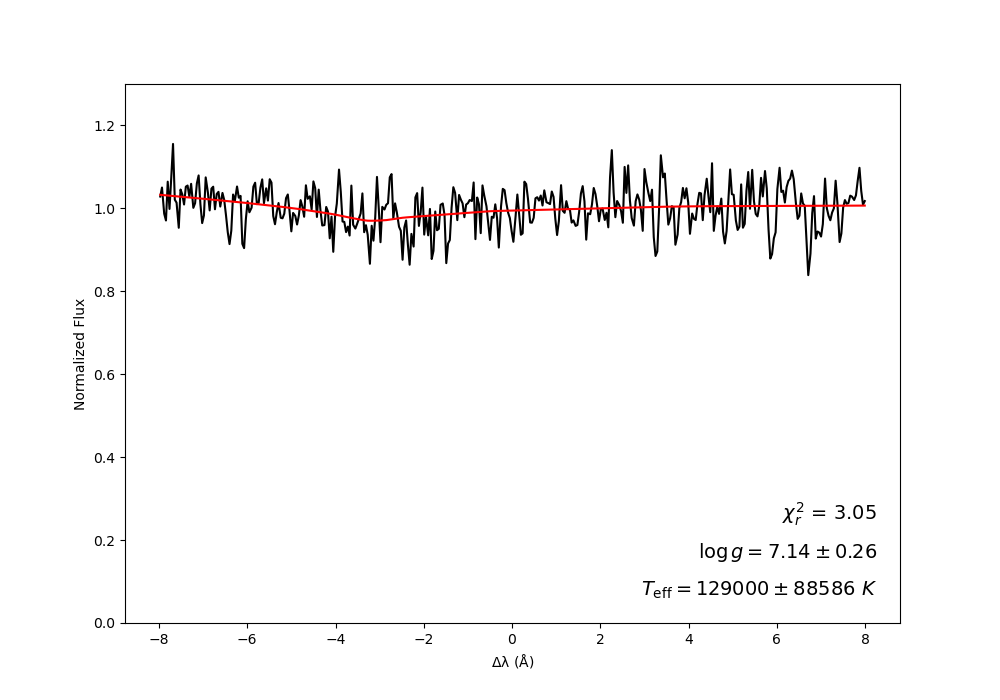 1.2
1.0
0.8
0.6
0.4
0.2
0.0
Normalized Flux
χ²ᵣ = 3.05
log g = 7.14 ± 0.26
T_eff = 129000 ± 88586 K
−8 −6 −4 −2 0 2 4 6 8
Δλ (Å)